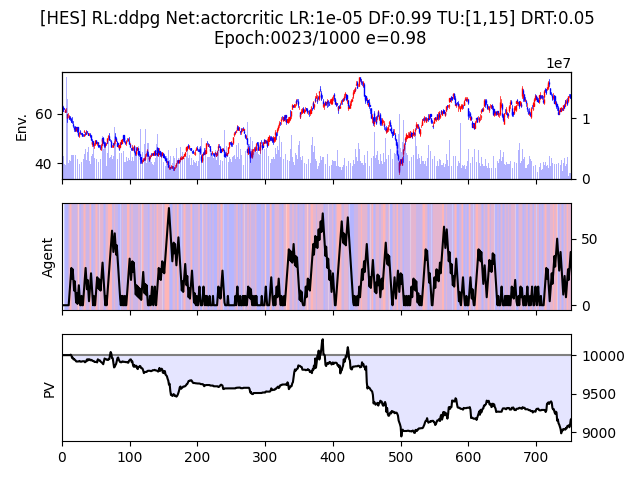 [HES] RL:ddpg Net:actorcritic LR:1e-05 DF:0.99 TU:[1,15] DRT:0.05
Epoch:0023/1000 e=0.98
1e7
Env.
60
40
1
0
Agent
50
0
PV
10000
9500
9000
0 100 200 300 400 500 600 700